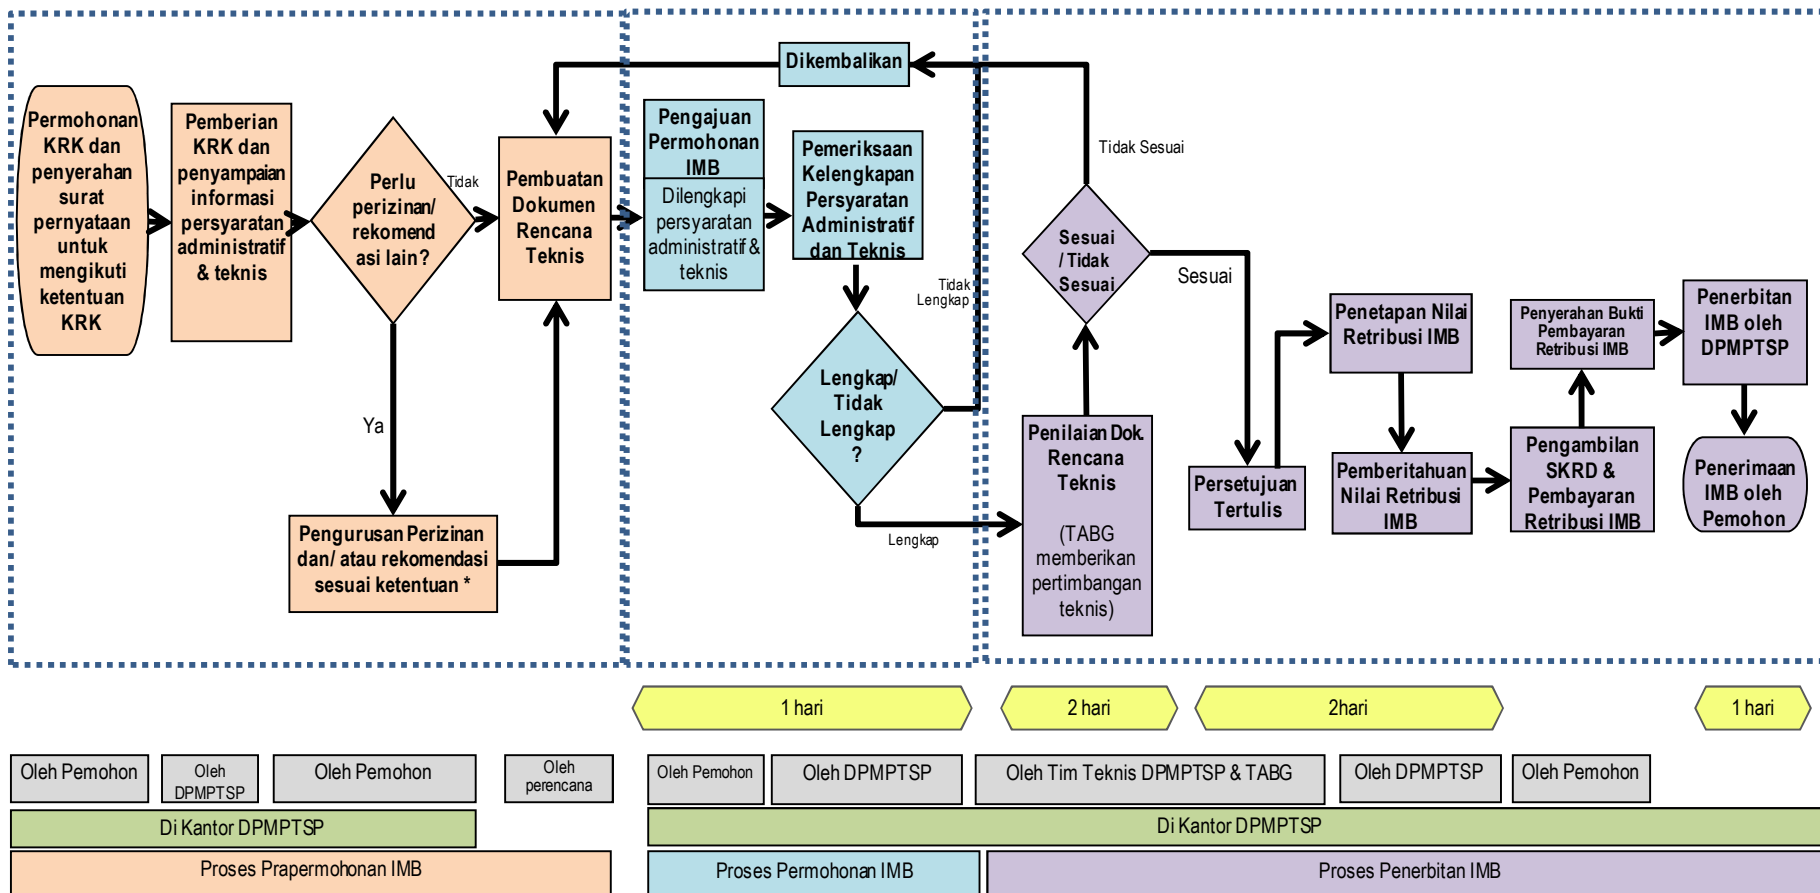 Permohonan
KRK dan
penyerahan
surat
pernyataan
untuk
mengikuti
ketentuan
KRK
Pemberian
KRK dan
penyampaian
informasi
persyaratan
administratif
& teknis
Perlu
perizinan/
rekomend
asi lain?
Tidak
Ya
Pengurusan Perizinan
dan/ atau rekomendasi
sesuai ketentuan *
Pembuatan
Dokumen
Rencana
Teknis
Dikembalikan
Pengajuan
Permohonan
IMB
Dilengkapi
persyaratan
administratif &
teknis
Pemeriksaan
Kelengkapan
Persyaratan
Administratif
dan Teknis
Tidak
Lengkap
Lengkap/
Tidak
Lengkap
?
Lengkap
Penilaian Dok.
Rencana
Teknis
(TABG
memberikan
pertimbangan
teknis)
Sesuai
/ Tidak
Sesuai
Tidak Sesuai
Sesuai
Persetujuan
Tertulis
Penetapan Nilai
Retribusi IMB
Pemberitahuan
Nilai Retribusi
IMB
Pengambilan
SKRD &
Pembayaran
Retribusi IMB
Penyerahan Bukti
Pembayaran
Retribusi IMB
Penerbitan
IMB oleh
DPMPTSP
Penerimaan
IMB oleh
Pemohon
1 hari
2 hari
2hari
1 hari
Oleh Pemohon
Oleh
DPMPTSP
Oleh Pemohon
Oleh
perencana
Oleh Pemohon
Oleh DPMPTSP
Oleh Tim Teknis DPMPTSP & TABG
Oleh DPMPTSP
Oleh Pemohon
Di Kantor DPMPTSP
Di Kantor DPMPTSP
Proses Prapermohonan IMB
Proses Permohonan IMB
Proses Penerbitan IMB